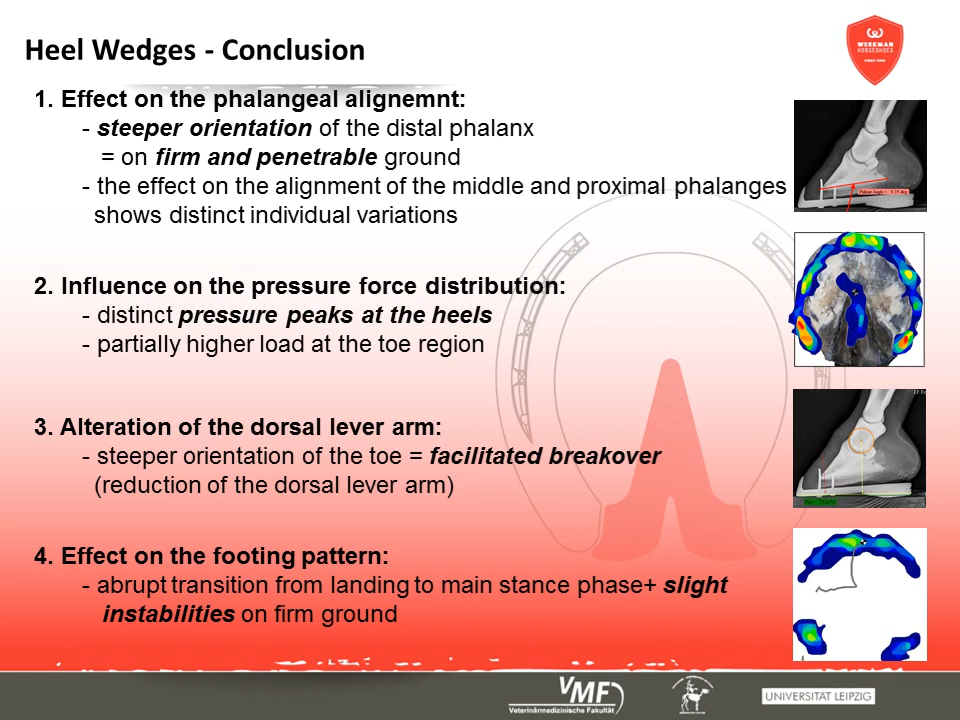 Heel Wedges - Conclusion
WERKMAN
HORSESHOES
1. Effect on the phalangeal alignemnt:
- steeper orientation of the distal phalanx
= on firm and penetrable ground
- the effect on the alignment of the middle and proximal phalanges
shows distinct individual variations
2. Influence on the pressure force distribution:
- distinct pressure peaks at the heels
- partially higher load at the toe region
3. Alteration of the dorsal lever arm:
- steeper orientation of the toe = facilitated breakover
(reduction of the dorsal lever arm)
4. Effect on the footing pattern:
- abrupt transition from landing to main stance phase+ slight
instabilities on firm ground
VMF
Veterinärmedizinische Fakultät
UNIVERSITÄT LEIPZIG